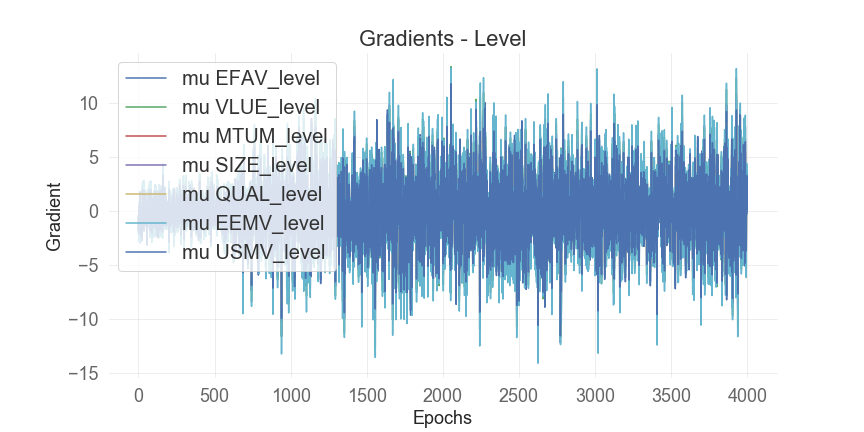 Gradients - Level
mu EFAV_level
mu VLUE_level
mu MTUM_level
mu SIZE_level
mu QUAL_level
mu EEMV_level
mu USMV_level
Gradient
10
5
0
−5
−10
−15
0 500 1000 1500 2000 2500 3000 3500 4000
Epochs